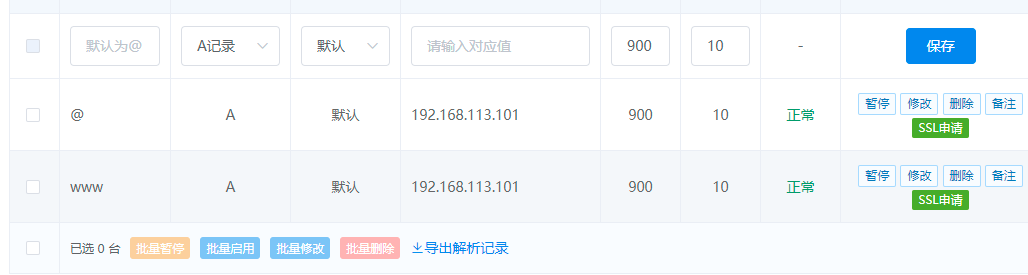 默认为@ A记录 默认 请输入对应值 900 10 - 保存
@ A 默认 192.168.113.101 900 10 正常 暂停 修改 删除 备注
SSL申请
www A 默认 192.168.113.101 900 10 正常 暂停 修改 删除 备注
SSL申请
已选 0 台 批量暂停 批量启用 批量修改 批量删除 导出解析记录